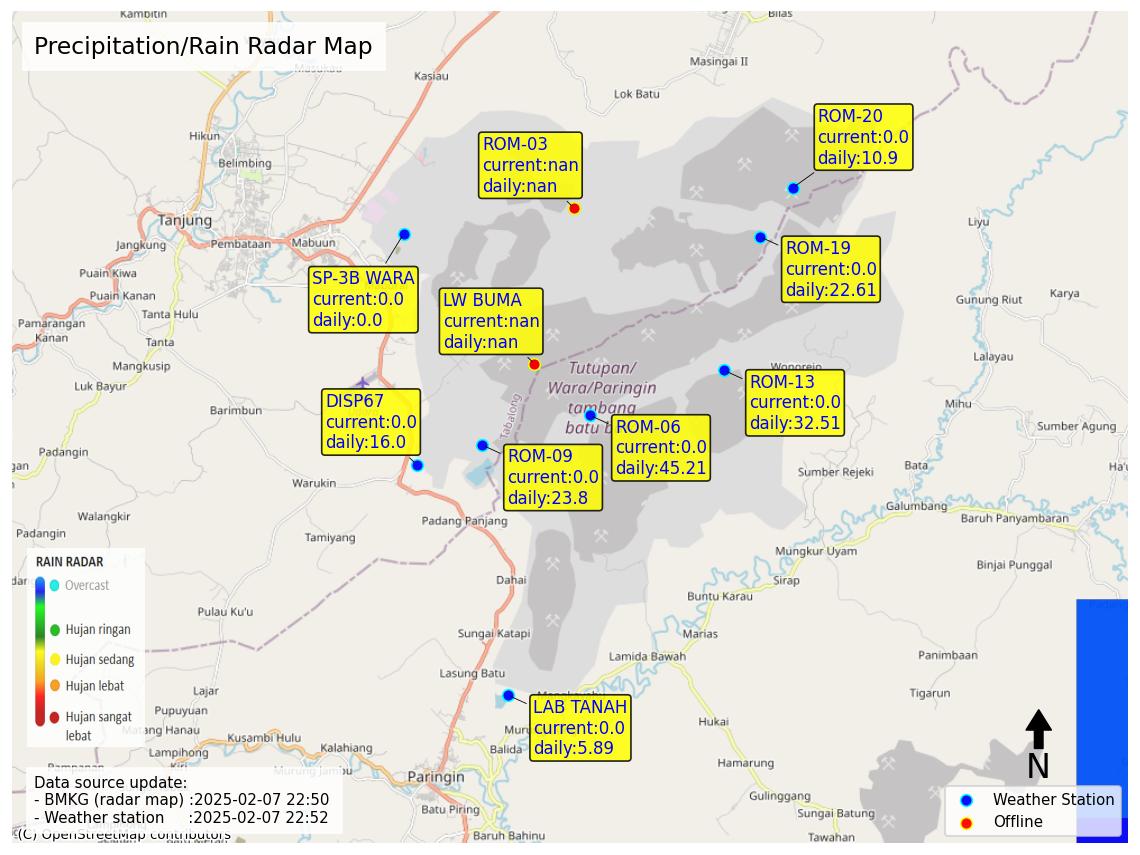 Kambitin
Bilas
Precipitation/Rain Radar Map
Masukau
Kasiau
Masingai II
Lok Batu
Hikun
Belimbing
ROM-03
current:nan
daily:nan
ROM-20
current:0.0
daily:10.9
Tanjung
Liyu
Jangkung
Pembataan
Mabuun
ROM-19
current:0.0
daily:22.61
Puain Kiwa
Puain Kanan
SP-3B WARA
current:0.0
daily:0.0
LW BUMA
current:nan
daily:nan
Gunung Riut
Karya
Tanta Hulu
Pamarangan
Kanan
Tanta
Mangkusip
Lalayau
Luk Bayur
Wonorejo
Tutupan/
Wara/Paringin
tambang
batu b
Tabalong
ROM-13
current:0.0
daily:32.51
Barimbun
DISP67
current:0.0
daily:16.0
Mihu
ROM-06
current:0.0
daily:45.21
Sumber Agung
ROM-09
current:0.0
daily:23.8
Padangin
gan
Bata
Ha'u
Sumber Rejeki
Warukin
Galumbang
Walangkir
Padang Panjang
Baruh Panyambaran
Padangin
Tamiyang
Mungkur Uyam
Binjai Punggal
RAIN RADAR
Overcast
Hujan ringan
Hujan sedang
Hujan lebat
Hujan sangat
lebat
Dahai
Sirap
Buntu Karau
Pulau Ku'u
Sungai Katapi
Marias
Lamida Bawah
Panimbaan
Lasung Batu
Tigarun
Lajar
Pupuyuan
LAB TANAH
current:0.0
daily:5.89
Hukai
Matang Hanau
Kusambi Hulu
Kalahiang
Balida
Lampihong
Hamarung
N
Murung Jambu
Paringin
Data source update:
- BMKG (radar map) :2025-02-07 22:50
- Weather station :2025-02-07 22:52
Gulinggang
Weather Station
Offline
Batu Piring
Sungai Batung
Baruh Bahinu
Tawahan
(C) OpenStreetMap contributors